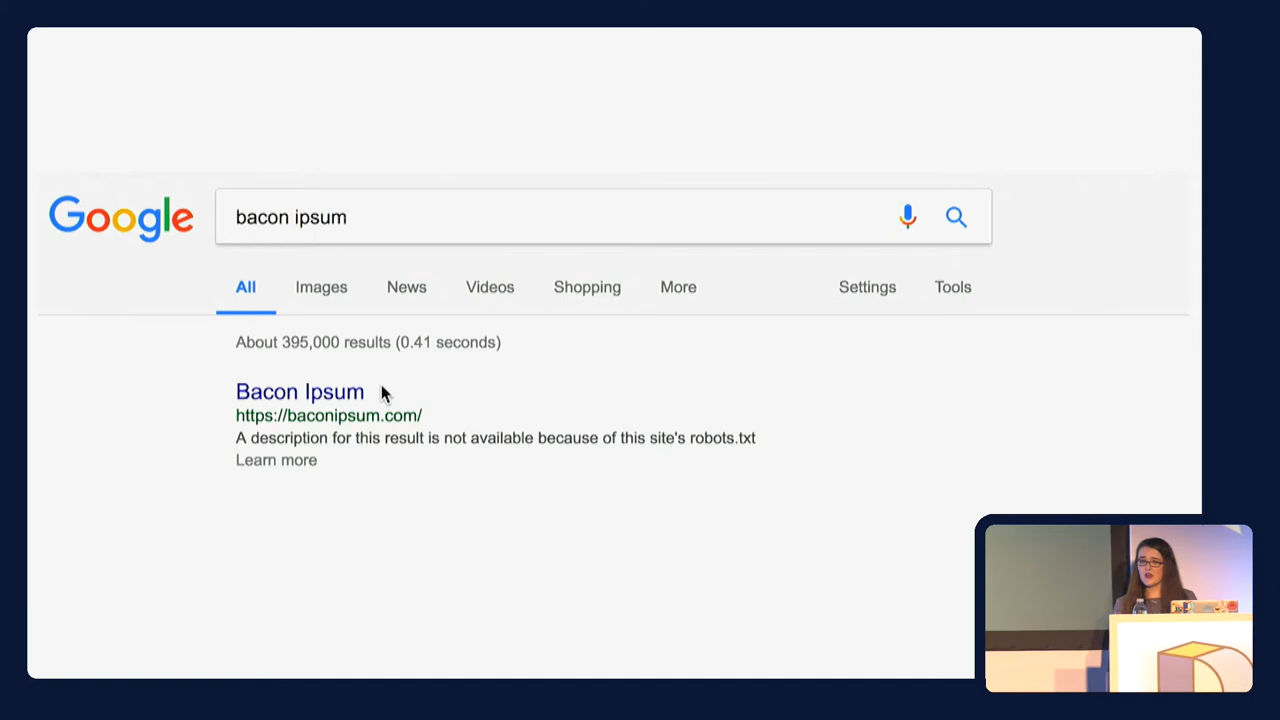 Google
bacon ipsum
All Images News Videos Shopping More Settings Tools
About 395,000 results (0.41 seconds)
Bacon Ipsum
https://baconipsum.com/
A description for this result is not available because of this site's robots.txt
Learn more